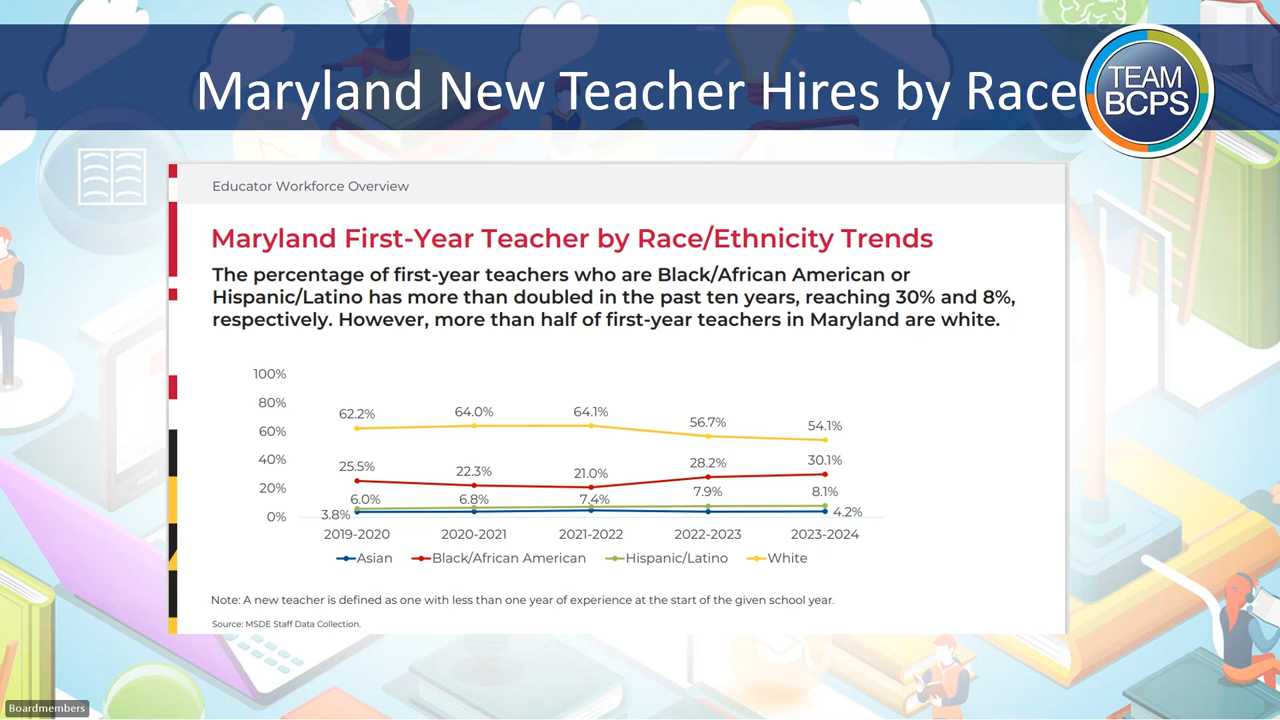 Maryland New Teacher Hires by Race
TEAM
BCPS
Educator Workforce Overview
Maryland First-Year Teacher by Race/Ethnicity Trends
The percentage of first-year teachers who are Black/African American or
Hispanic/Latino has more than doubled in the past ten years, reaching 30% and 8%,
respectively. However, more than half of first-year teachers in Maryland are white.
100%
80%
60%
40%
20%
0%
62.2% 64.0% 64.1% 56.7% 54.1%
25.5% 22.3% 21.0% 28.2% 30.1%
6.0% 6.8% 7.4% 7.9% 8.1%
3.8% 4.2%
2019-2020 2020-2021 2021-2022 2022-2023 2023-2024
Asian Black/African American Hispanic/Latino White
Note: A new teacher is defined as one with less than one year of experience at the start of the given school year.
Source: MSDE Staff Data Collection.
Boardmembers